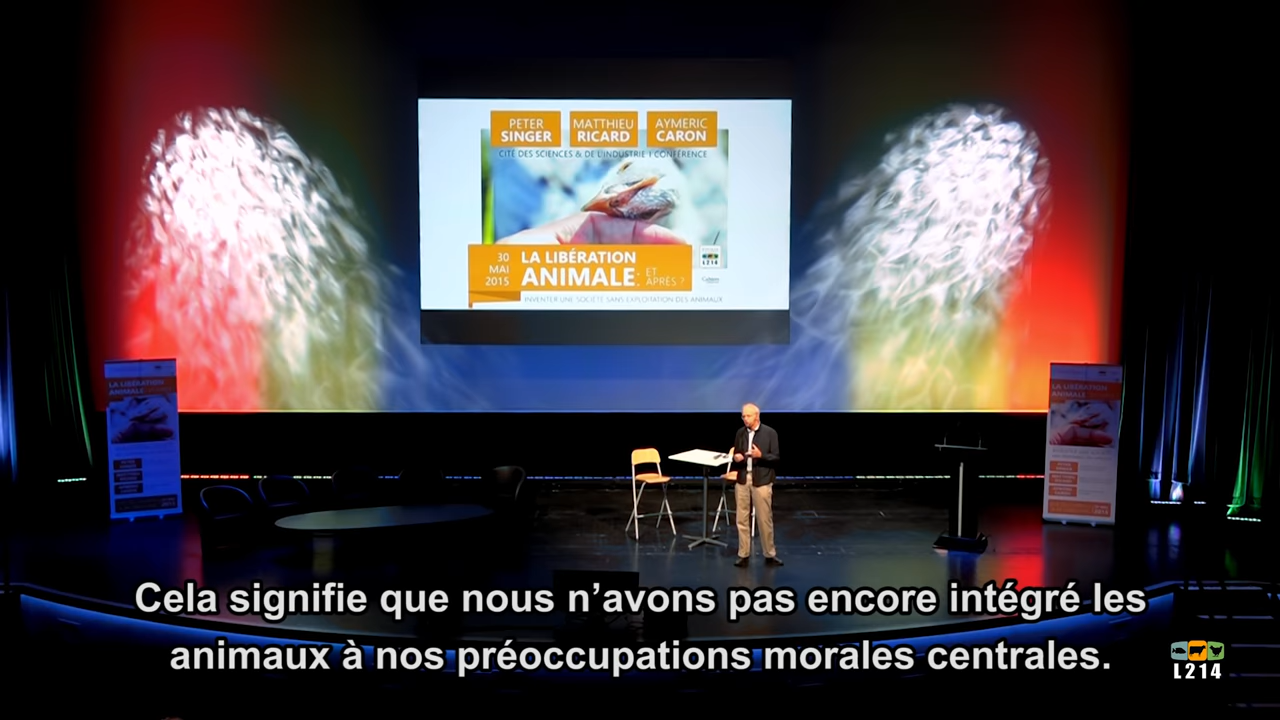 PETER
SINGER
MATTHIEU
RICARD
AYMERIC
CARON
CITÉ DES SCIENCES & DE L'INDUSTRIE I CONFÉRENCE
30
MAI
2015
LA LIBÉRATION
ANIMALE: ET
APRÈS ?
L214
INVENTER UNE SOCIÉTÉ SANS EXPLOITATION DES ANIMAUX
LA LIBÉRATION
ANIMALE
LA LIBÉRATION
ANIMALE
Cela signifie que nous n'avons pas encore intégré les
animaux à nos préoccupations morales centrales.
L214